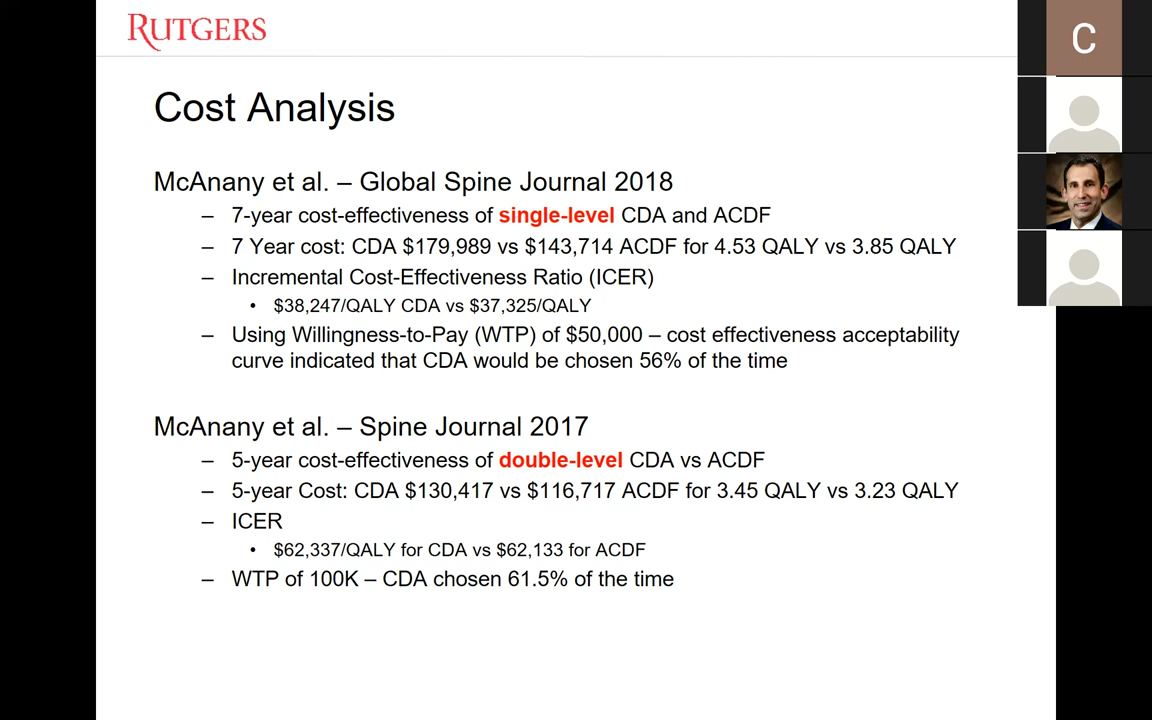 RUTGERS
C
Cost Analysis
McAnany et al. – Global Spine Journal 2018
– 7-year cost-effectiveness of single-level CDA and ACDF
– 7 Year cost: CDA $179,989 vs $143,714 ACDF for 4.53 QALY vs 3.85 QALY
– Incremental Cost-Effectiveness Ratio (ICER)
• $38,247/QALY CDA vs $37,325/QALY
– Using Willingness-to-Pay (WTP) of $50,000 – cost effectiveness acceptability
curve indicated that CDA would be chosen 56% of the time
McAnany et al. – Spine Journal 2017
– 5-year cost-effectiveness of double-level CDA vs ACDF
– 5-year Cost: CDA $130,417 vs $116,717 ACDF for 3.45 QALY vs 3.23 QALY
– ICER
• $62,337/QALY for CDA vs $62,133 for ACDF
– WTP of 100K – CDA chosen 61.5% of the time